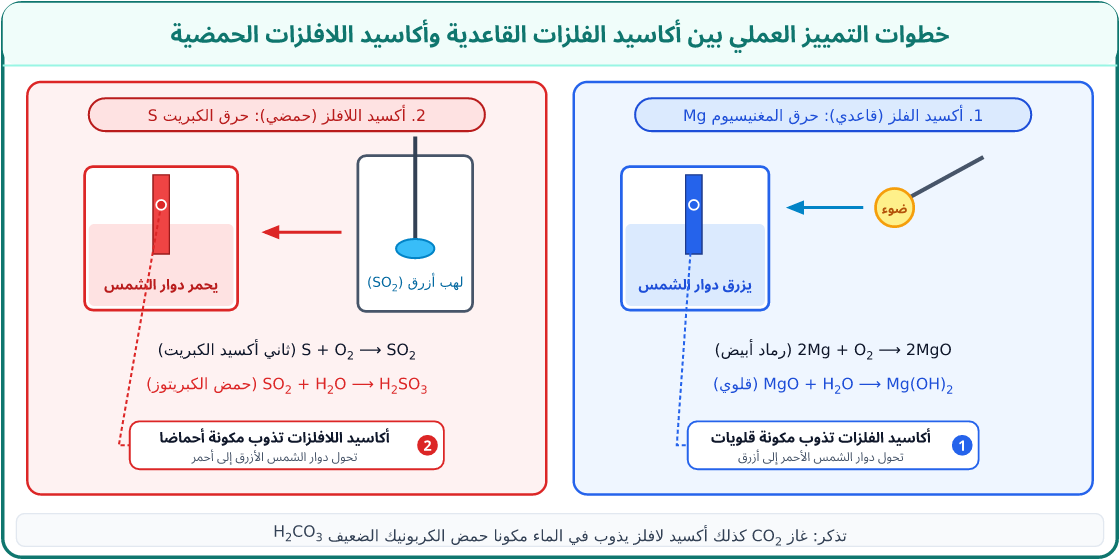 خطوات التمييز العملي بين أكاسيد الفلزات القاعدية وأكاسيد اللافلزات الحمضية
1. أكسيد الفلز (قاعدي): حرق المغنيسيوم Mg
ضوء
يزرق دوار الشمس
2Mg + O₂ ⟶ 2MgO (رماد أبيض)
MgO + H₂O ⟶ Mg(OH)₂ (قلوي)
1
أكاسيد الفلزات تذوب مكونة قلويات
تحول دوار الشمس الأحمر إلى أزرق
2. أكسيد اللافلز (حمضي): حرق الكبريت S
لهب أزرق (SO₂)
يحمر دوار الشمس
S + O₂ ⟶ SO₂ (ثاني أكسيد الكبريت)
SO₂ + H₂O ⟶ H₂SO₃ (حمض الكبريتوز)
2
أكاسيد اللافلزات تذوب مكونة أحماضا
تحول دوار الشمس الأزرق إلى أحمر
تذكر: غاز CO₂ كذلك أكسيد لافلز يذوب في الماء مكونا حمض الكربونيك الضعيف H₂CO₃